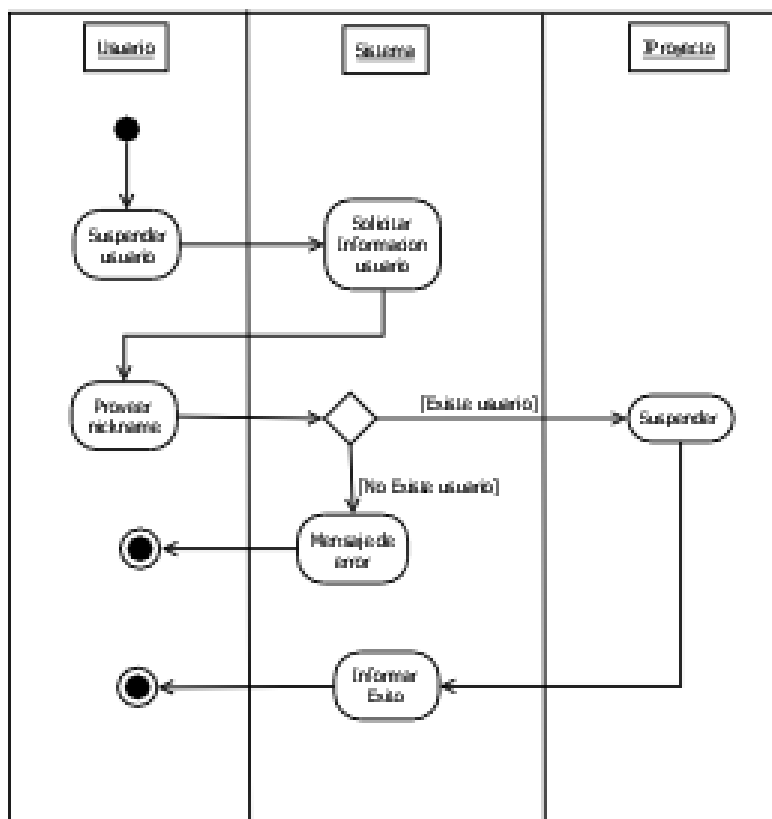 Usuario
Sistema
IProyecto
Suspender
usuario
Solicitar
Informacion
usuario
Proveer
nickname
[Existe usuario]
Suspender
[No Existe usuario]
Mensaje de
error
Informar
Exito